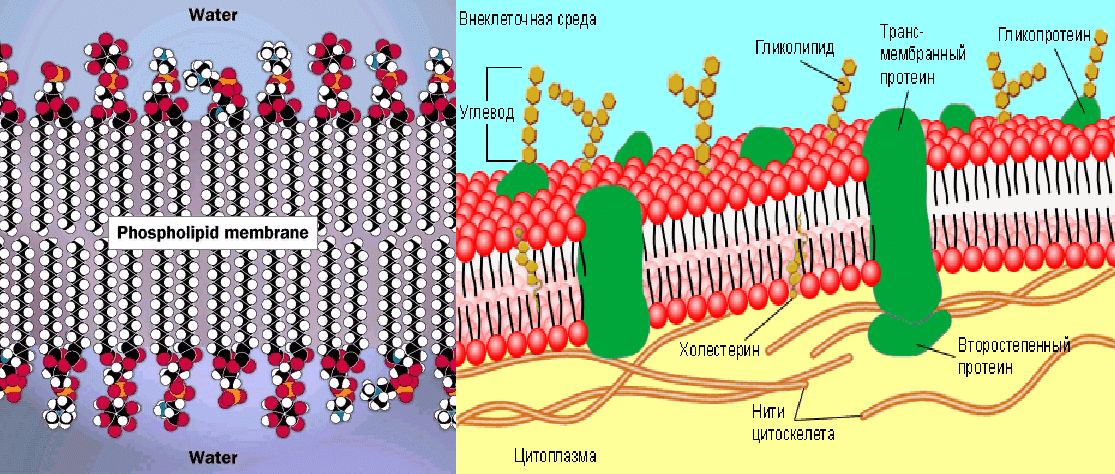 Water
Phospholipid membrane
Water
Внеклеточная среда
Гликолипид
Транс-
мембранный
протеин
Гликопротеин
Углевод
Холестерин
Второстепенный
протеин
Нити
цитоскелета
Цитоплазма